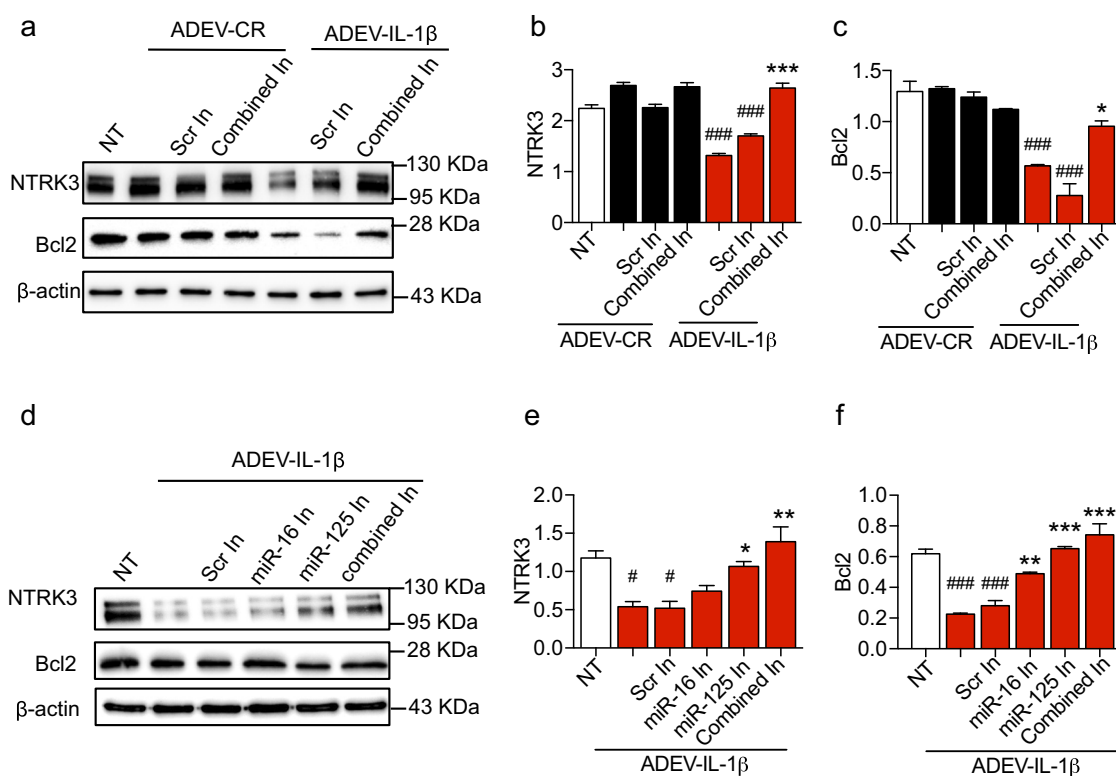 a
ADEV-CR
ADEV-IL-1β
NT
Scr In
Combined In
Scr In
Combined In
NTRK3
130 KDa
95 KDa
Bcl2
28 KDa
β-actin
43 KDa
b
NTRK3
3
2
1
0
###
###
***
NT
Scr In
Combined In
Scr In
Combined In
ADEV-CR
ADEV-IL-1β
c
Bcl2
1.5
1.0
0.5
0.0
###
###
*
NT
Scr In
Combined In
Scr In
Combined In
ADEV-CR
ADEV-IL-1β
d
ADEV-IL-1β
NT
Scr In
miR-16 In
miR-125 In
combined In
NTRK3
130 KDa
95 KDa
Bcl2
28 KDa
β-actin
43 KDa
e
NTRK3
2.0
1.5
1.0
0.5
0.0
#
#
*
**
NT
Scr In
miR-16 In
miR-125 In
Combined In
ADEV-IL-1β
f
Bcl2
1.0
0.8
0.6
0.4
0.2
0.0
###
###
**
***
***
NT
Scr In
miR-16 In
miR-125 In
Combined In
ADEV-IL-1β